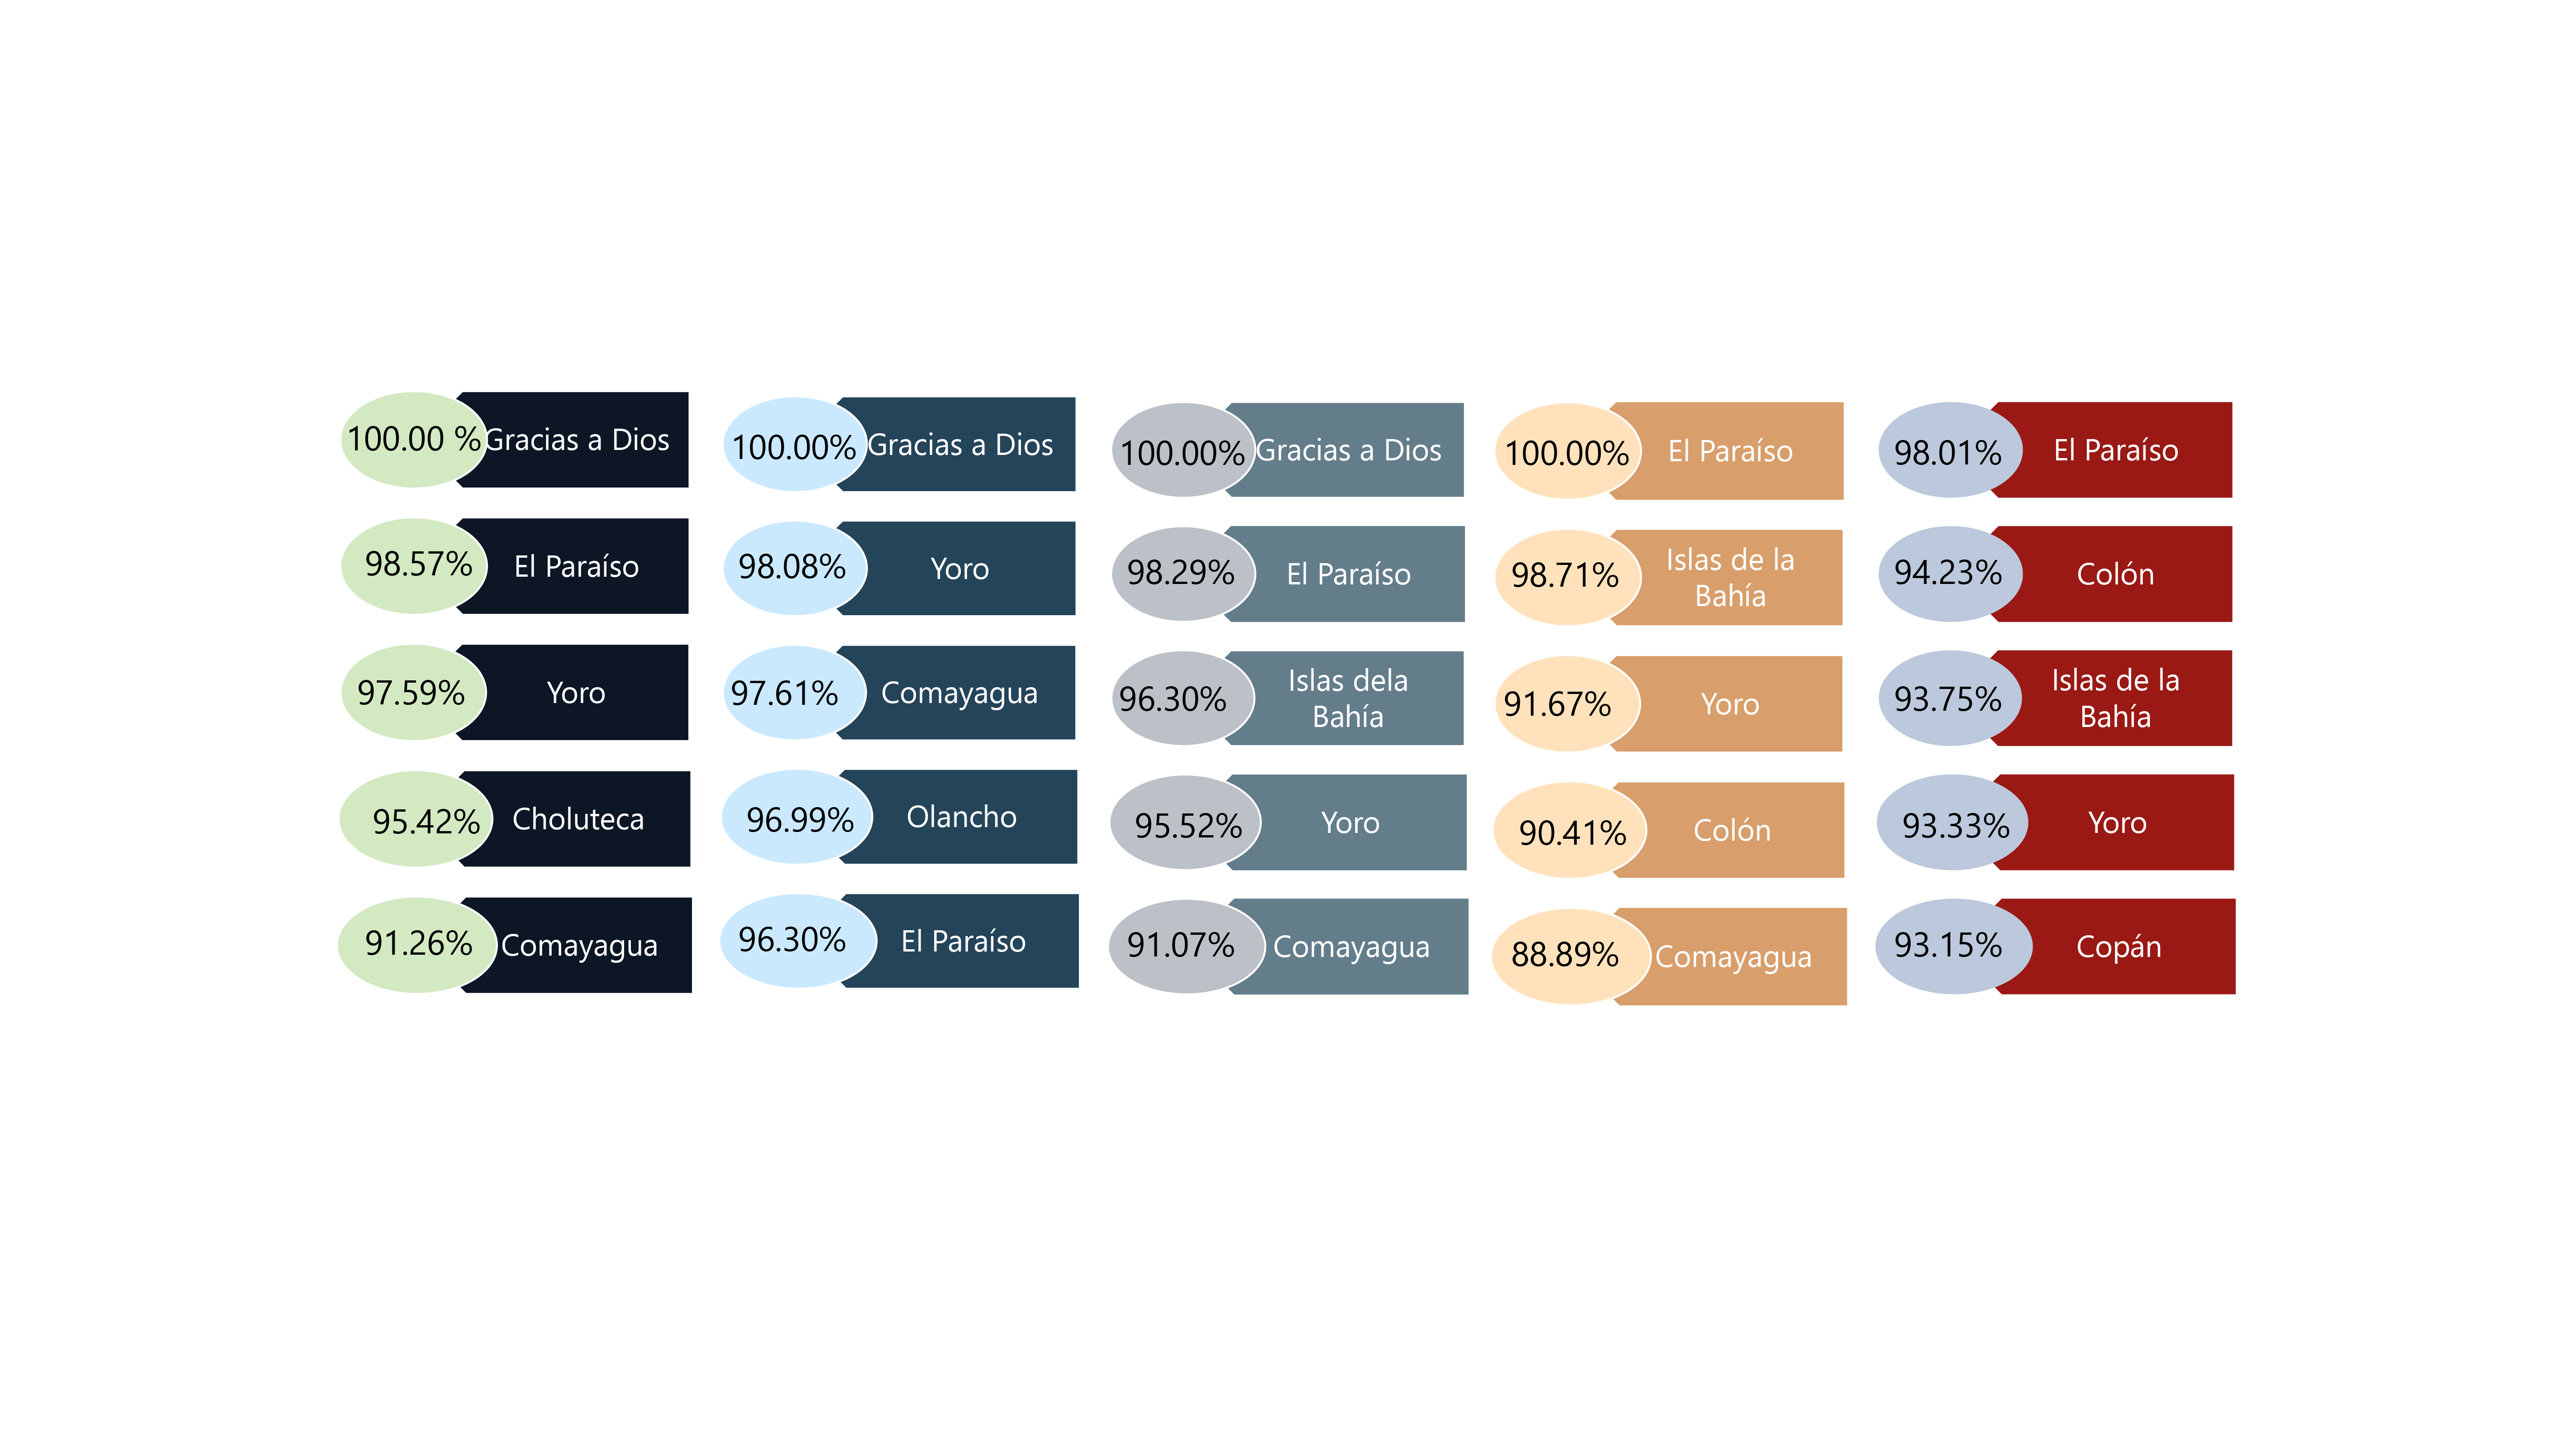 100.00 % Gracias a Dios
98.57% El Paraíso
97.59% Yoro
95.42% Choluteca
91.26% Comayagua
100.00% Gracias a Dios
98.08% Yoro
97.61% Comayagua
96.99% Olancho
96.30% El Paraíso
100.00% Gracias a Dios
98.29% El Paraíso
96.30% Islas dela
Bahía
95.52% Yoro
91.07% Comayagua
100.00% El Paraíso
98.71% Islas de la
Bahía
91.67% Yoro
90.41% Colón
88.89% Comayagua
98.01% El Paraíso
94.23% Colón
93.75% Islas de la
Bahía
93.33% Yoro
93.15% Copán